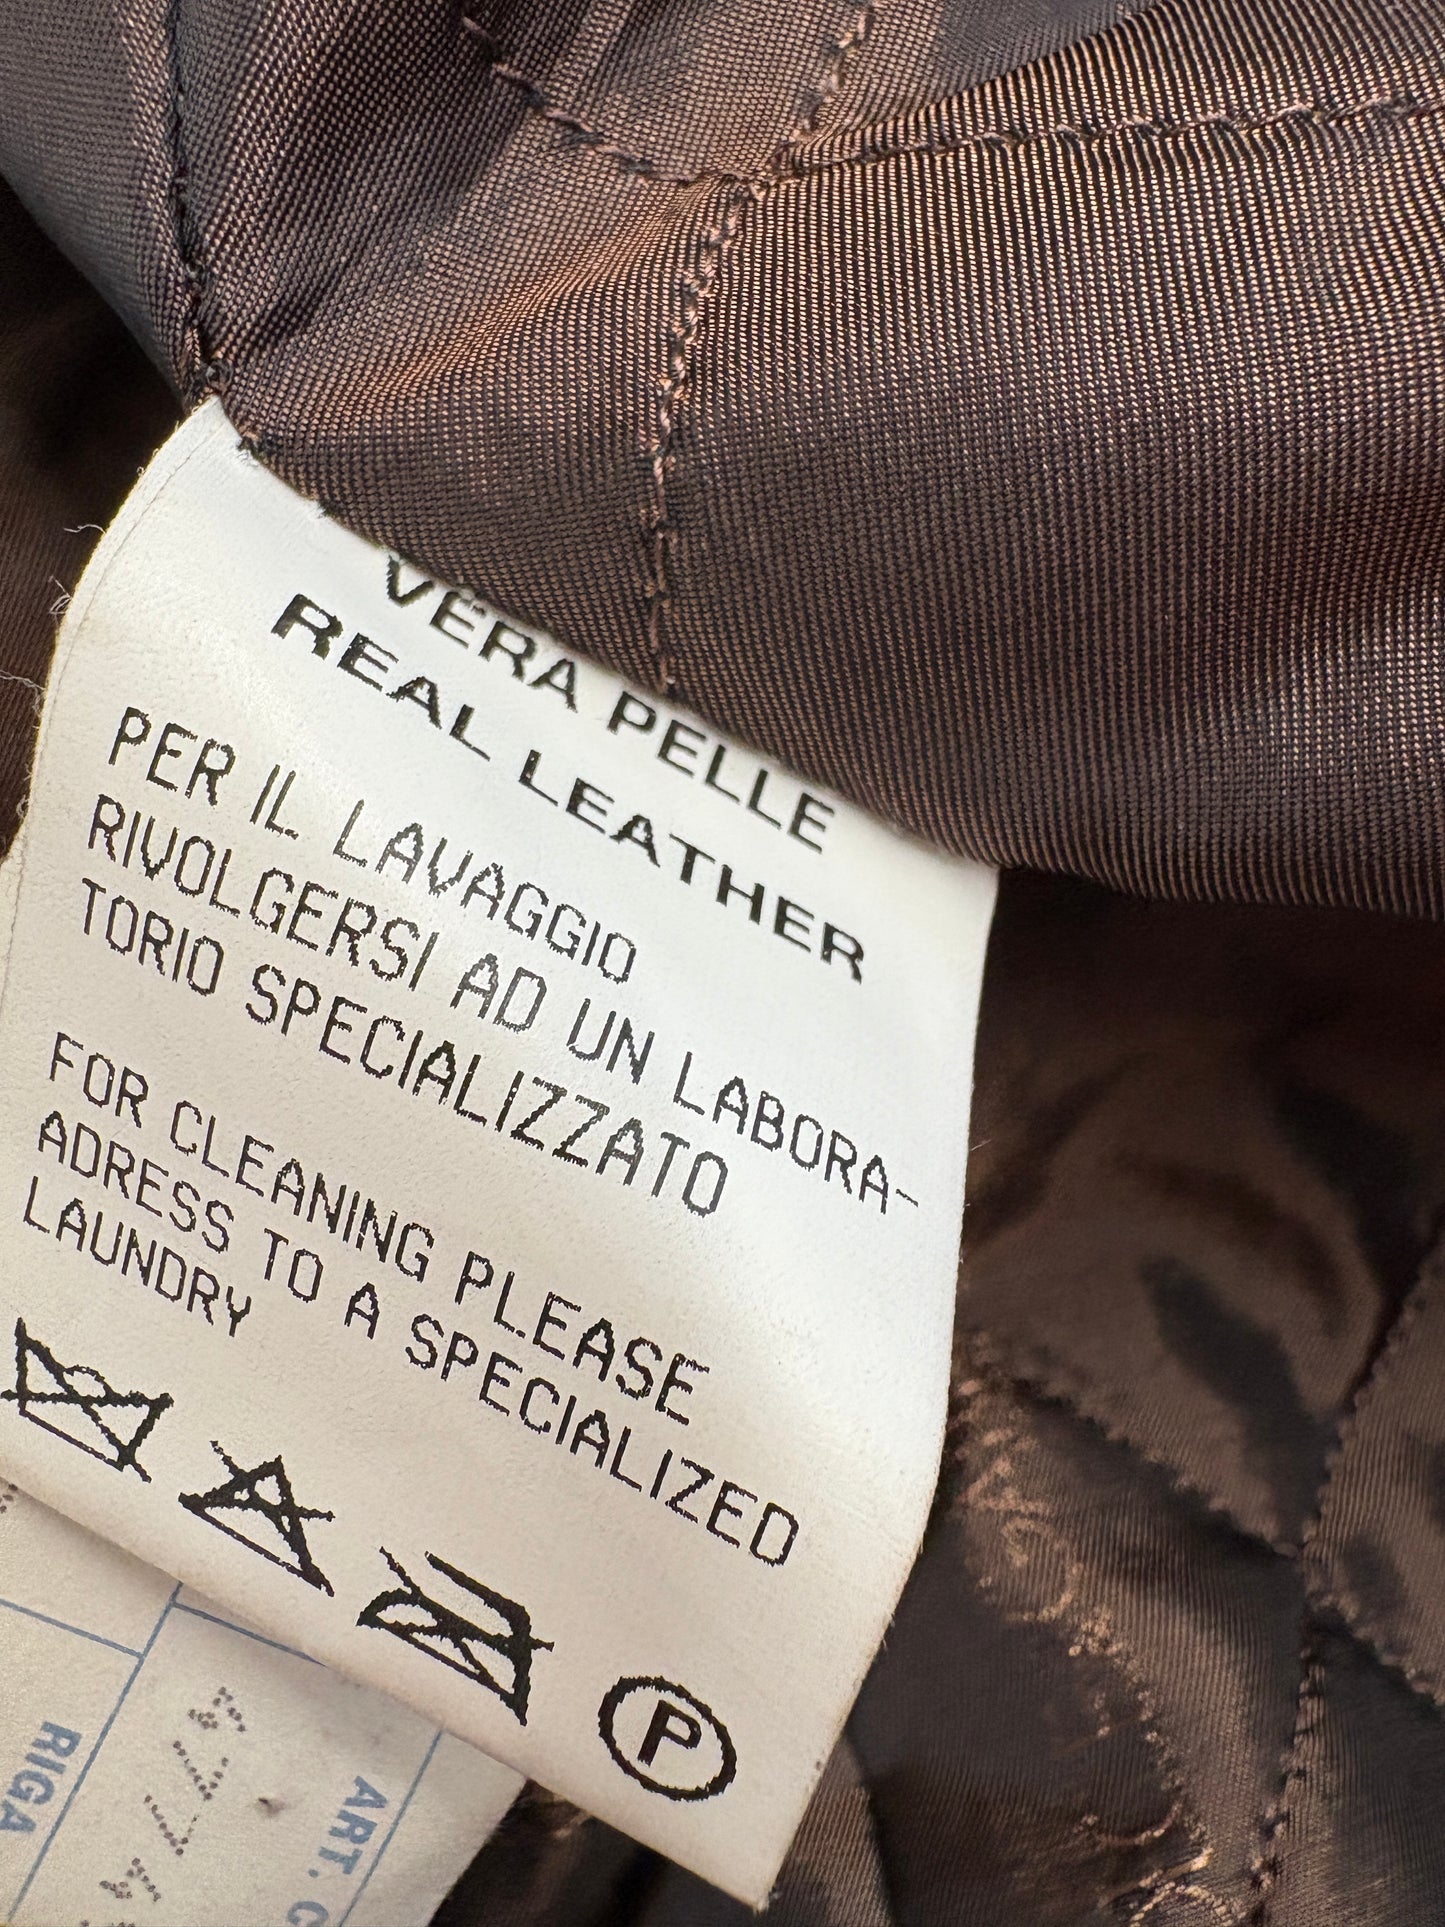 VERA PELLE
REAL LEATHER
PER IL LAVAGGIO
RIVOLGERSI AD UN LABORA-
TORIO SPECIALIZZATO
FOR CLEANING PLEASE
ADRESS TO A SPECIALIZED
LAUNDRY
P
RIGA
ART.